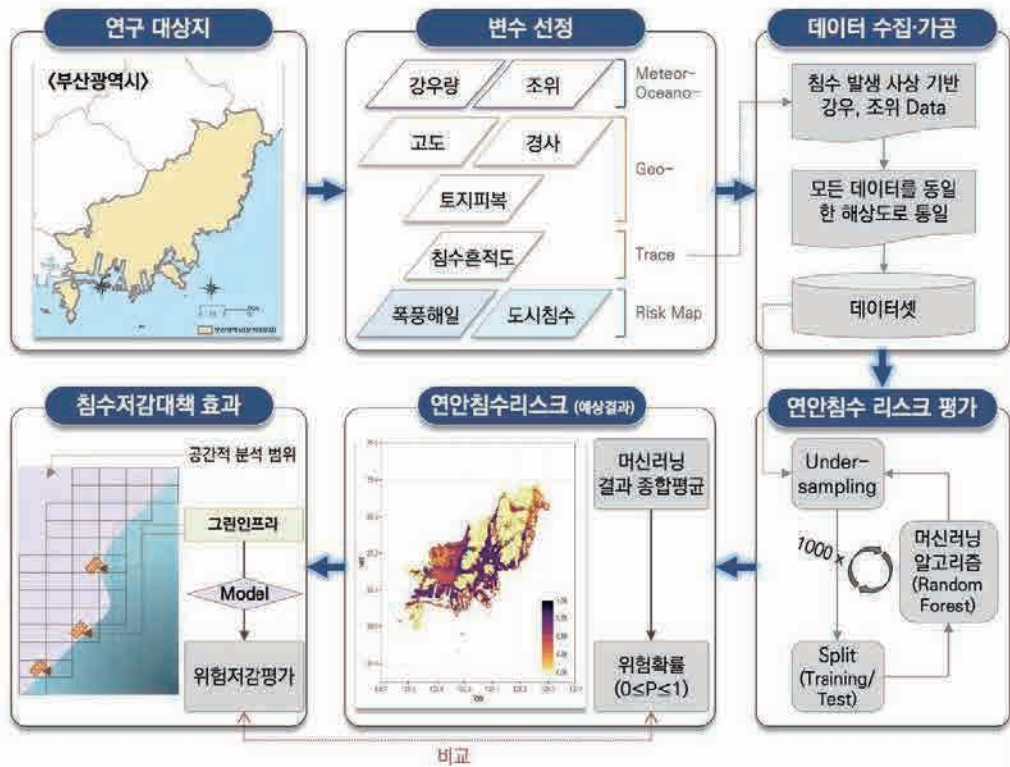 연구 대상지
<부산광역시>
변수 선정
강우량
조위
Meteor-
Oceano-
고도
경사
토지피복
Geo-
침수흔적도
Trace
폭풍해일
도시침수
Risk Map
데이터 수집·가공
침수 발생 사상 기반
강우, 조위 Data
모든 데이터를 동일
한 해상도로 통일
데이터셋
침수저감대책 효과
공간적 분석 범위
그린인프라
Model
위험저감평가
연안침수리스크 (예상결과)
머신러닝
결과 종합평균
위험확률
(0≤P≤1)
연안침수 리스크 평가
Under-
sampling
1000 ×
머신러닝
알고리즘
(Random
Forest)
Split
(Training/
Test)
비교